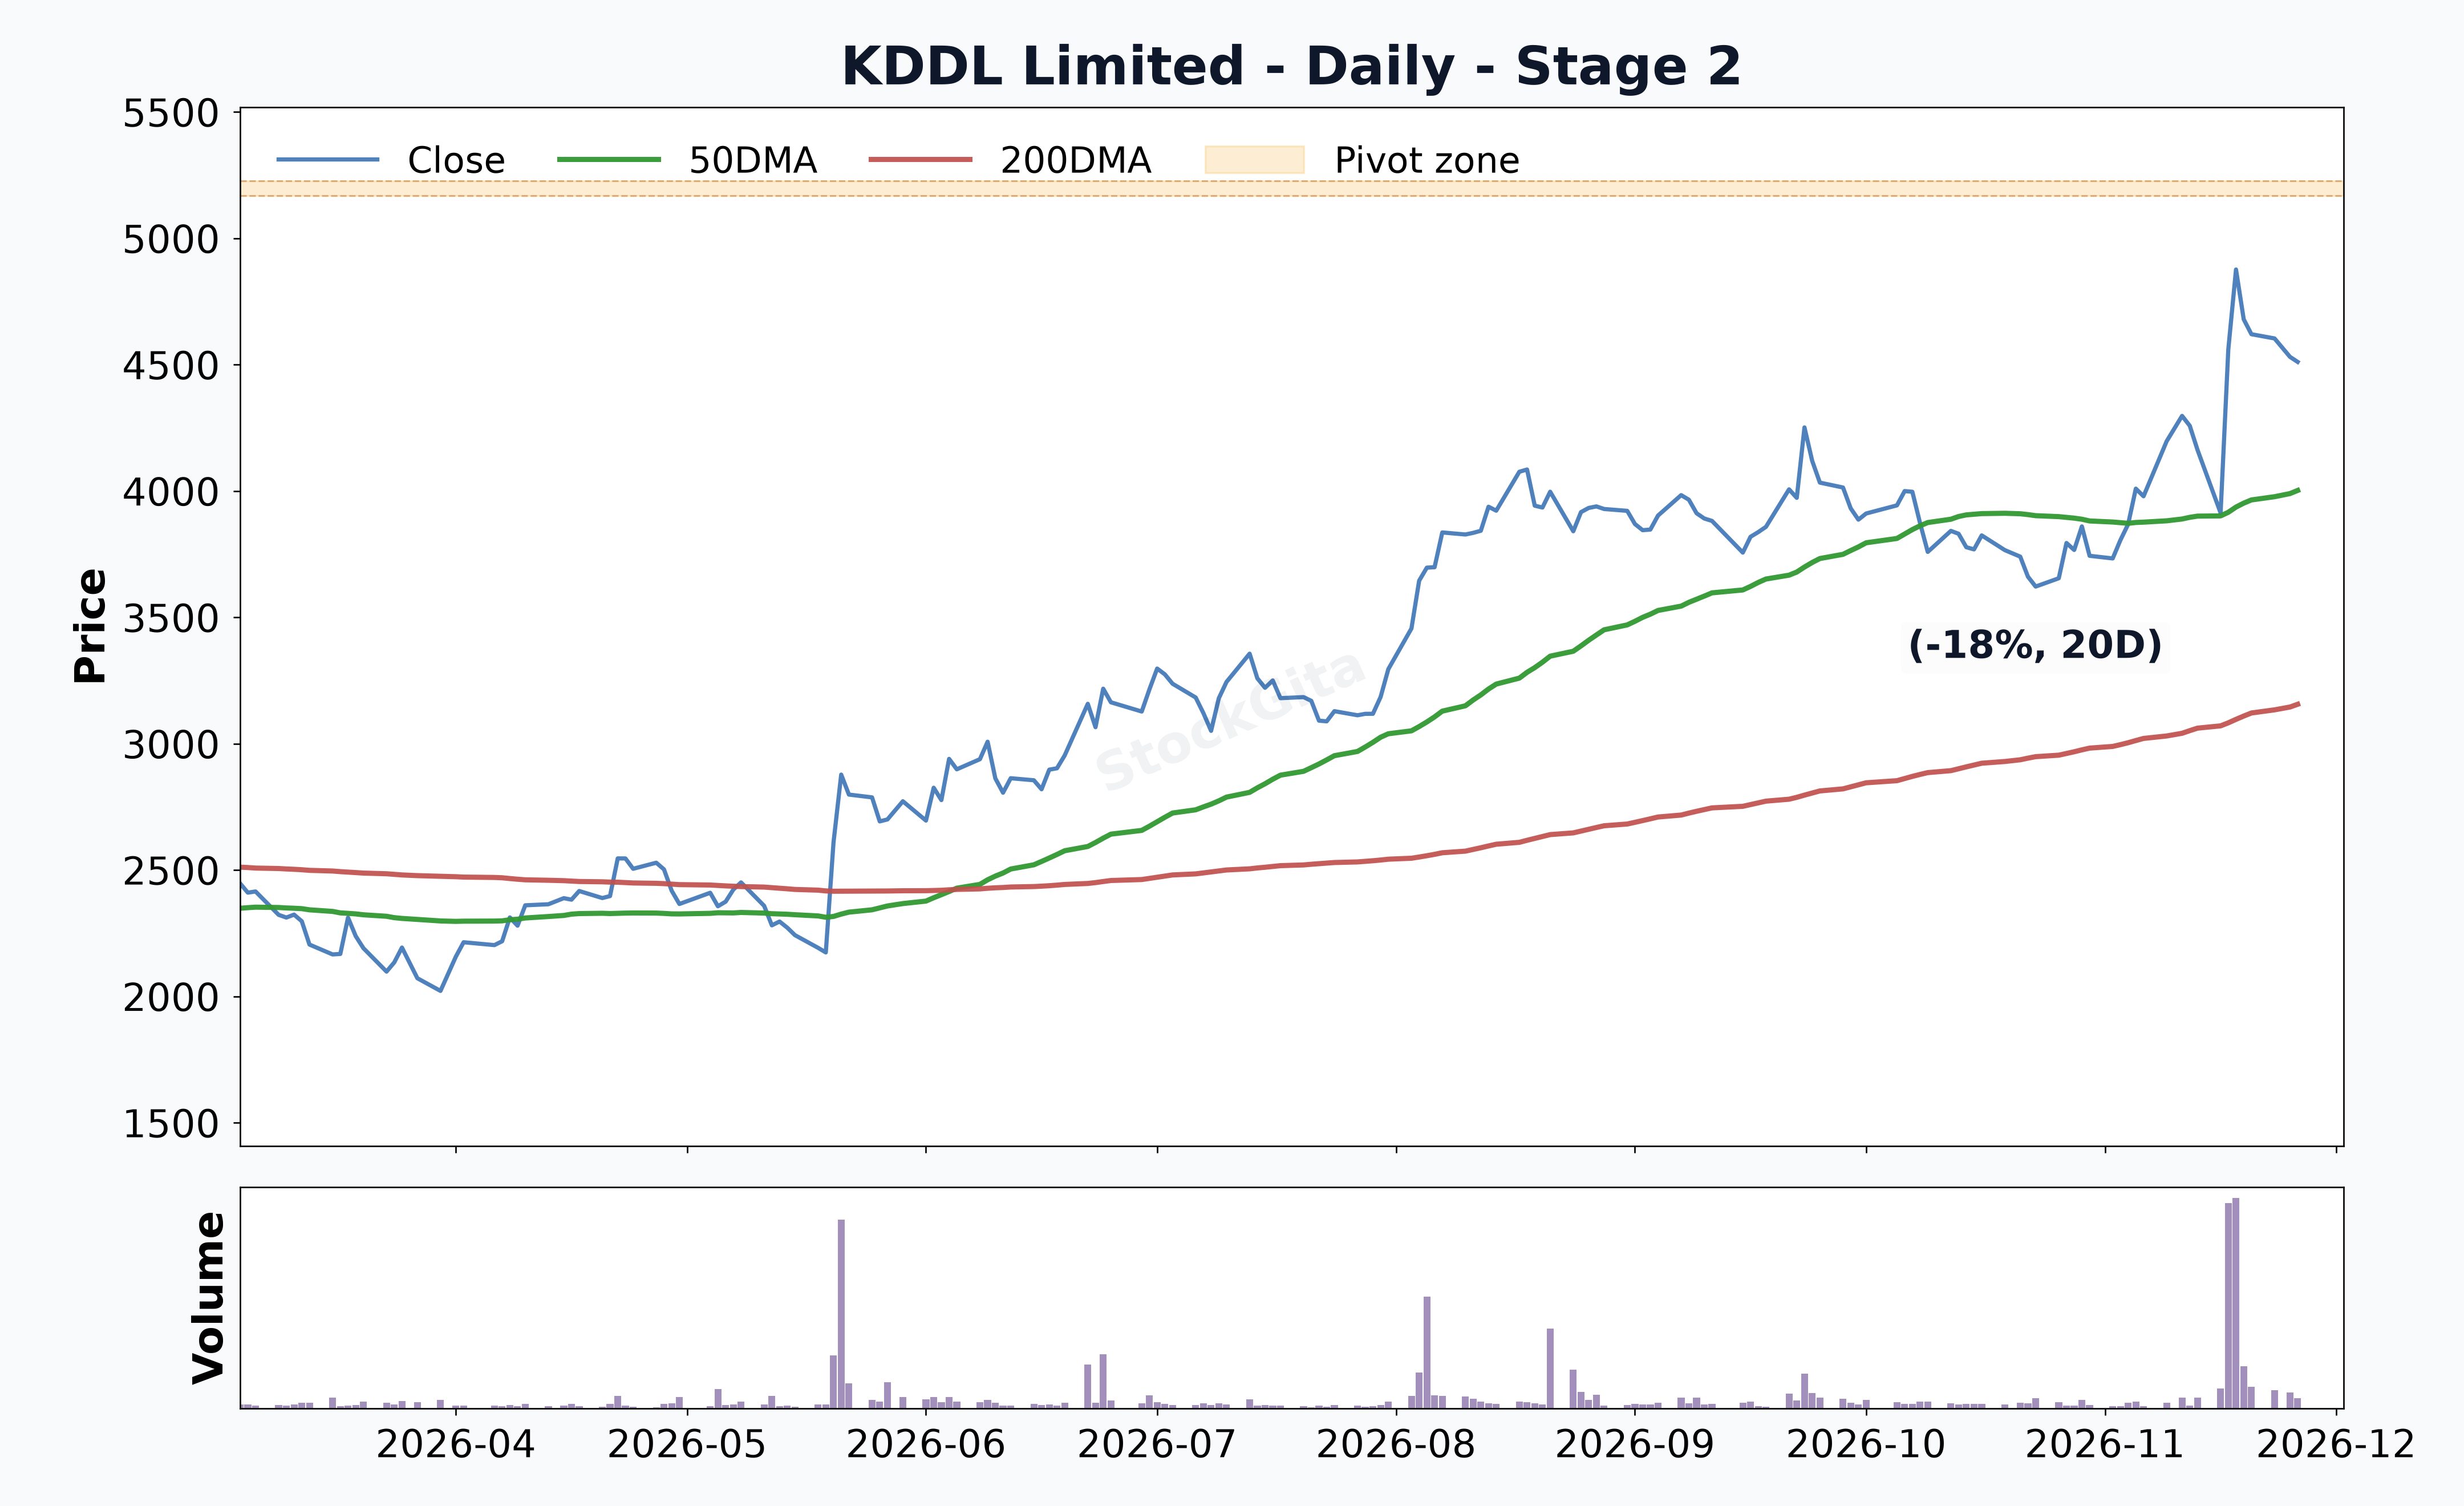 KDDL Limited - Daily - Stage 2
Close 50DMA 200DMA Pivot zone
5500
5000
4500
4000
3500
3000
2500
2000
1500
Price
(-18%, 20D)
StockGita
Volume
2026-04 2026-05 2026-06 2026-07 2026-08 2026-09 2026-10 2026-11 2026-12